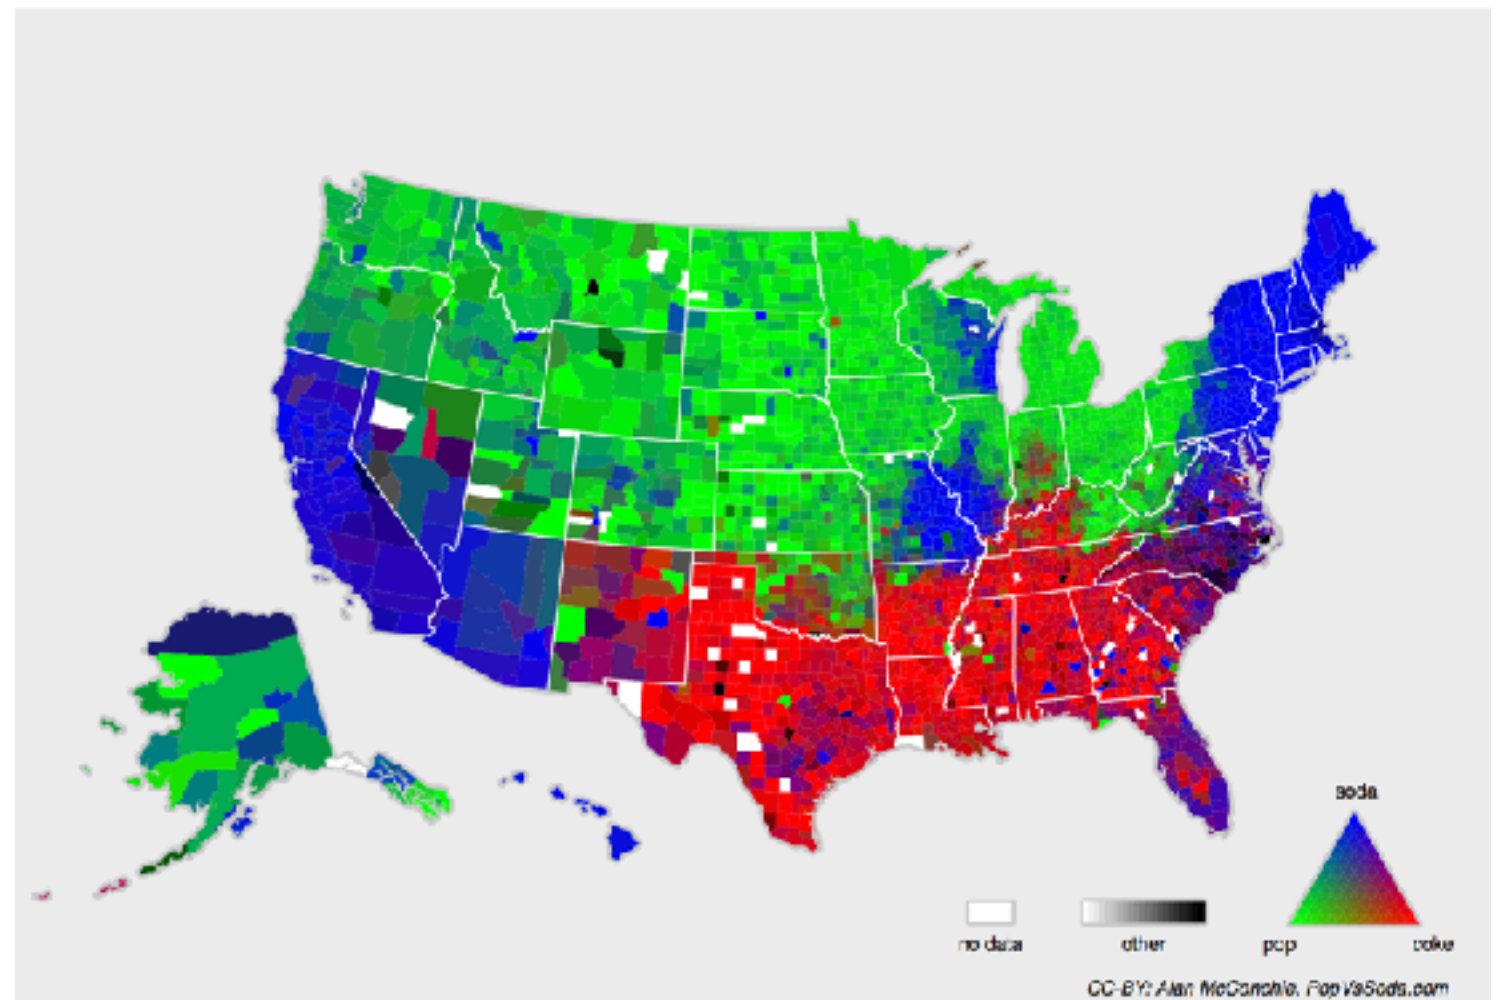 soda
no data
other
pop
coke
CC-BY: Alan McConchie, PopVsSoda.com